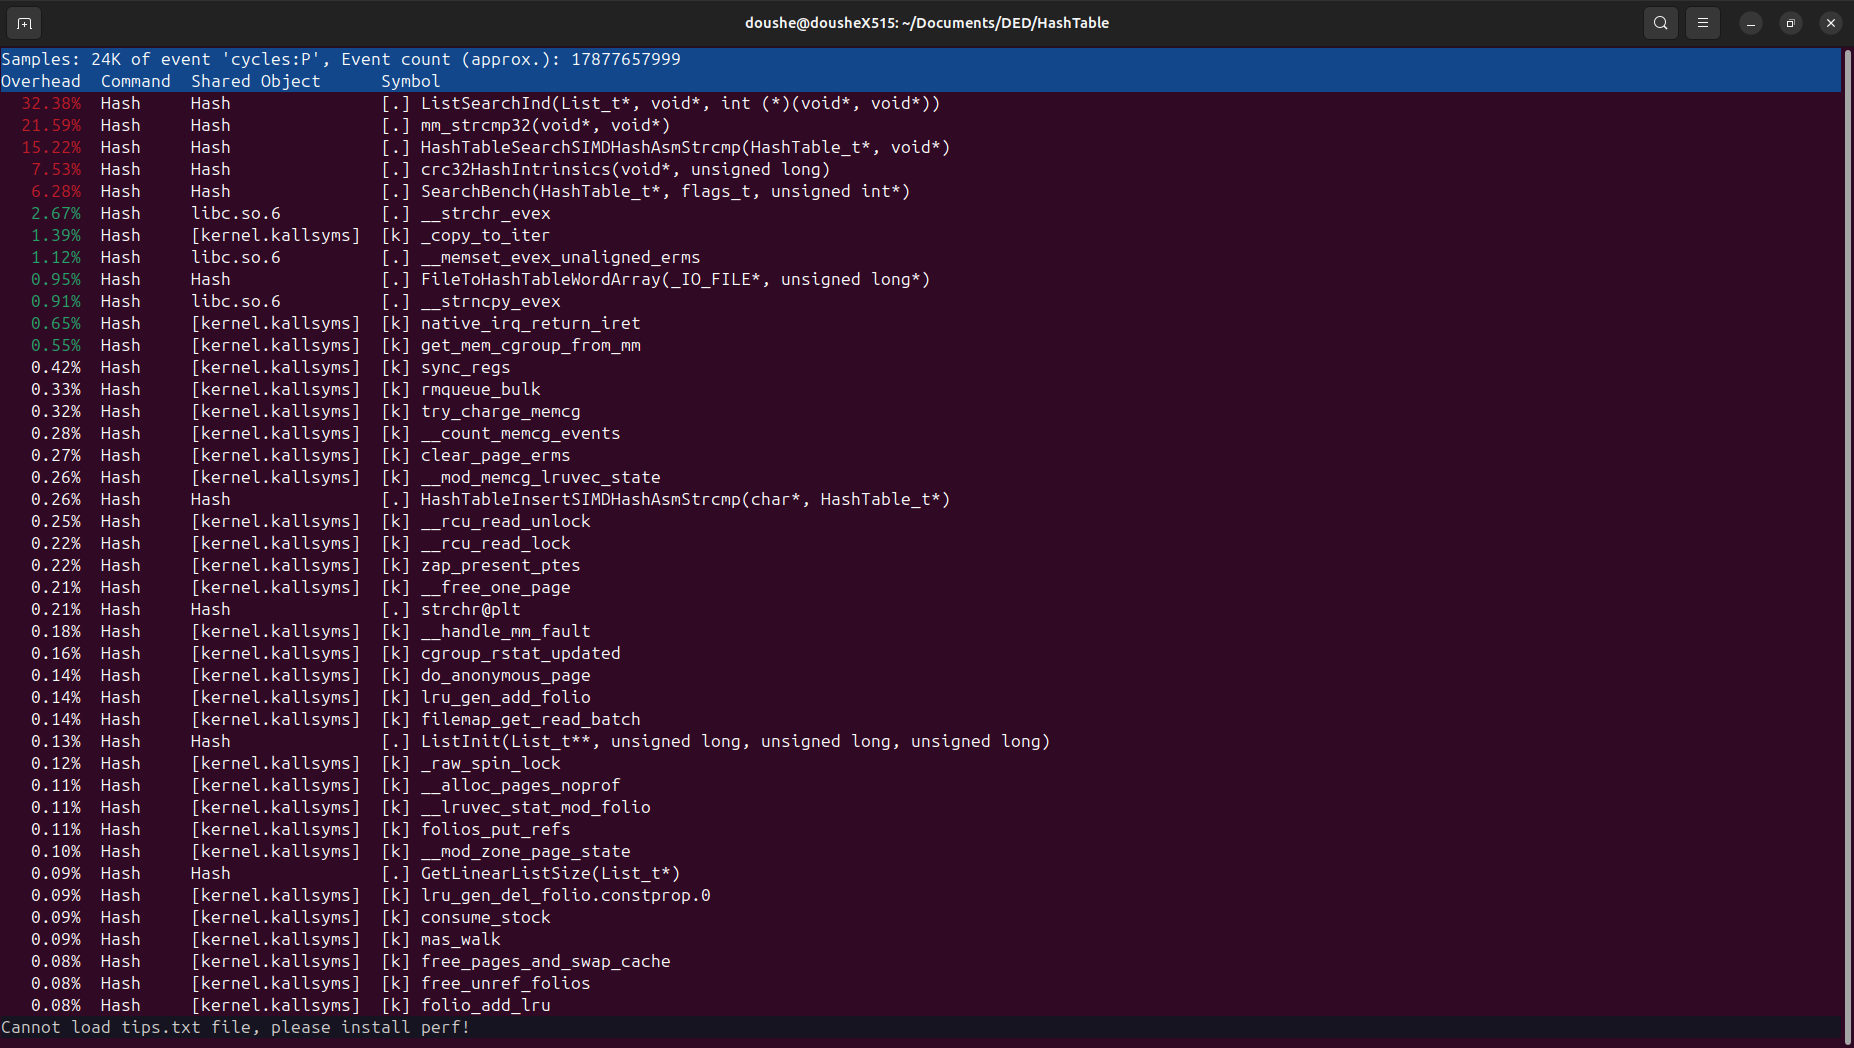 doushe@dousheX515: ~/Documents/DED/HashTable
Samples: 24K of event 'cycles:P', Event count (approx.): 17877657999
Overhead  Command  Shared Object      Symbol
32.38%  Hash     Hash               [.] ListSearchInd(List_t*, void*, int (*)(void*, void*))
21.59%  Hash     Hash               [.] mm_strcmp32(void*, void*)
15.22%  Hash     Hash               [.] HashTableSearchSIMDHashAsmStrcmp(HashTable_t*, void*)
7.53%  Hash     Hash               [.] crc32HashIntrinsics(void*, unsigned long)
6.28%  Hash     Hash               [.] SearchBench(HashTable_t*, flags_t, unsigned int*)
2.67%  Hash     libc.so.6          [.] __strchr_evex
1.39%  Hash     [kernel.kallsyms]  [k] _copy_to_iter
1.12%  Hash     libc.so.6          [.] __memset_evex_unaligned_erms
0.95%  Hash     Hash               [.] FileToHashTableWordArray(_IO_FILE*, unsigned long*)
0.91%  Hash     libc.so.6          [.] __strncpy_evex
0.65%  Hash     [kernel.kallsyms]  [k] native_irq_return_iret
0.55%  Hash     [kernel.kallsyms]  [k] get_mem_cgroup_from_mm
0.42%  Hash     [kernel.kallsyms]  [k] sync_regs
0.33%  Hash     [kernel.kallsyms]  [k] rmqueue_bulk
0.32%  Hash     [kernel.kallsyms]  [k] try_charge_memcg
0.28%  Hash     [kernel.kallsyms]  [k] __count_memcg_events
0.27%  Hash     [kernel.kallsyms]  [k] clear_page_erms
0.26%  Hash     [kernel.kallsyms]  [k] __mod_memcg_lruvec_state
0.26%  Hash     Hash               [.] HashTableInsertSIMDHashAsmStrcmp(char*, HashTable_t*)
0.25%  Hash     [kernel.kallsyms]  [k] __rcu_read_unlock
0.22%  Hash     [kernel.kallsyms]  [k] __rcu_read_lock
0.22%  Hash     [kernel.kallsyms]  [k] zap_present_ptes
0.21%  Hash     [kernel.kallsyms]  [k] __free_one_page
0.21%  Hash     Hash               [.] strchr@plt
0.18%  Hash     [kernel.kallsyms]  [k] __handle_mm_fault
0.16%  Hash     [kernel.kallsyms]  [k] cgroup_rstat_updated
0.14%  Hash     [kernel.kallsyms]  [k] do_anonymous_page
0.14%  Hash     [kernel.kallsyms]  [k] lru_gen_add_folio
0.14%  Hash     [kernel.kallsyms]  [k] filemap_get_read_batch
0.13%  Hash     Hash               [.] ListInit(List_t**, unsigned long, unsigned long, unsigned long)
0.12%  Hash     [kernel.kallsyms]  [k] _raw_spin_lock
0.11%  Hash     [kernel.kallsyms]  [k] __alloc_pages_noprof
0.11%  Hash     [kernel.kallsyms]  [k] __lruvec_stat_mod_folio
0.11%  Hash     [kernel.kallsyms]  [k] folios_put_refs
0.10%  Hash     [kernel.kallsyms]  [k] __mod_zone_page_state
0.09%  Hash     Hash               [.] GetLinearListSize(List_t*)
0.09%  Hash     [kernel.kallsyms]  [k] lru_gen_del_folio.constprop.0
0.09%  Hash     [kernel.kallsyms]  [k] consume_stock
0.09%  Hash     [kernel.kallsyms]  [k] mas_walk
0.08%  Hash     [kernel.kallsyms]  [k] free_pages_and_swap_cache
0.08%  Hash     [kernel.kallsyms]  [k] free_unref_folios
0.08%  Hash     [kernel.kallsyms]  [k] folio_add_lru
Cannot load tips.txt file, please install perf!